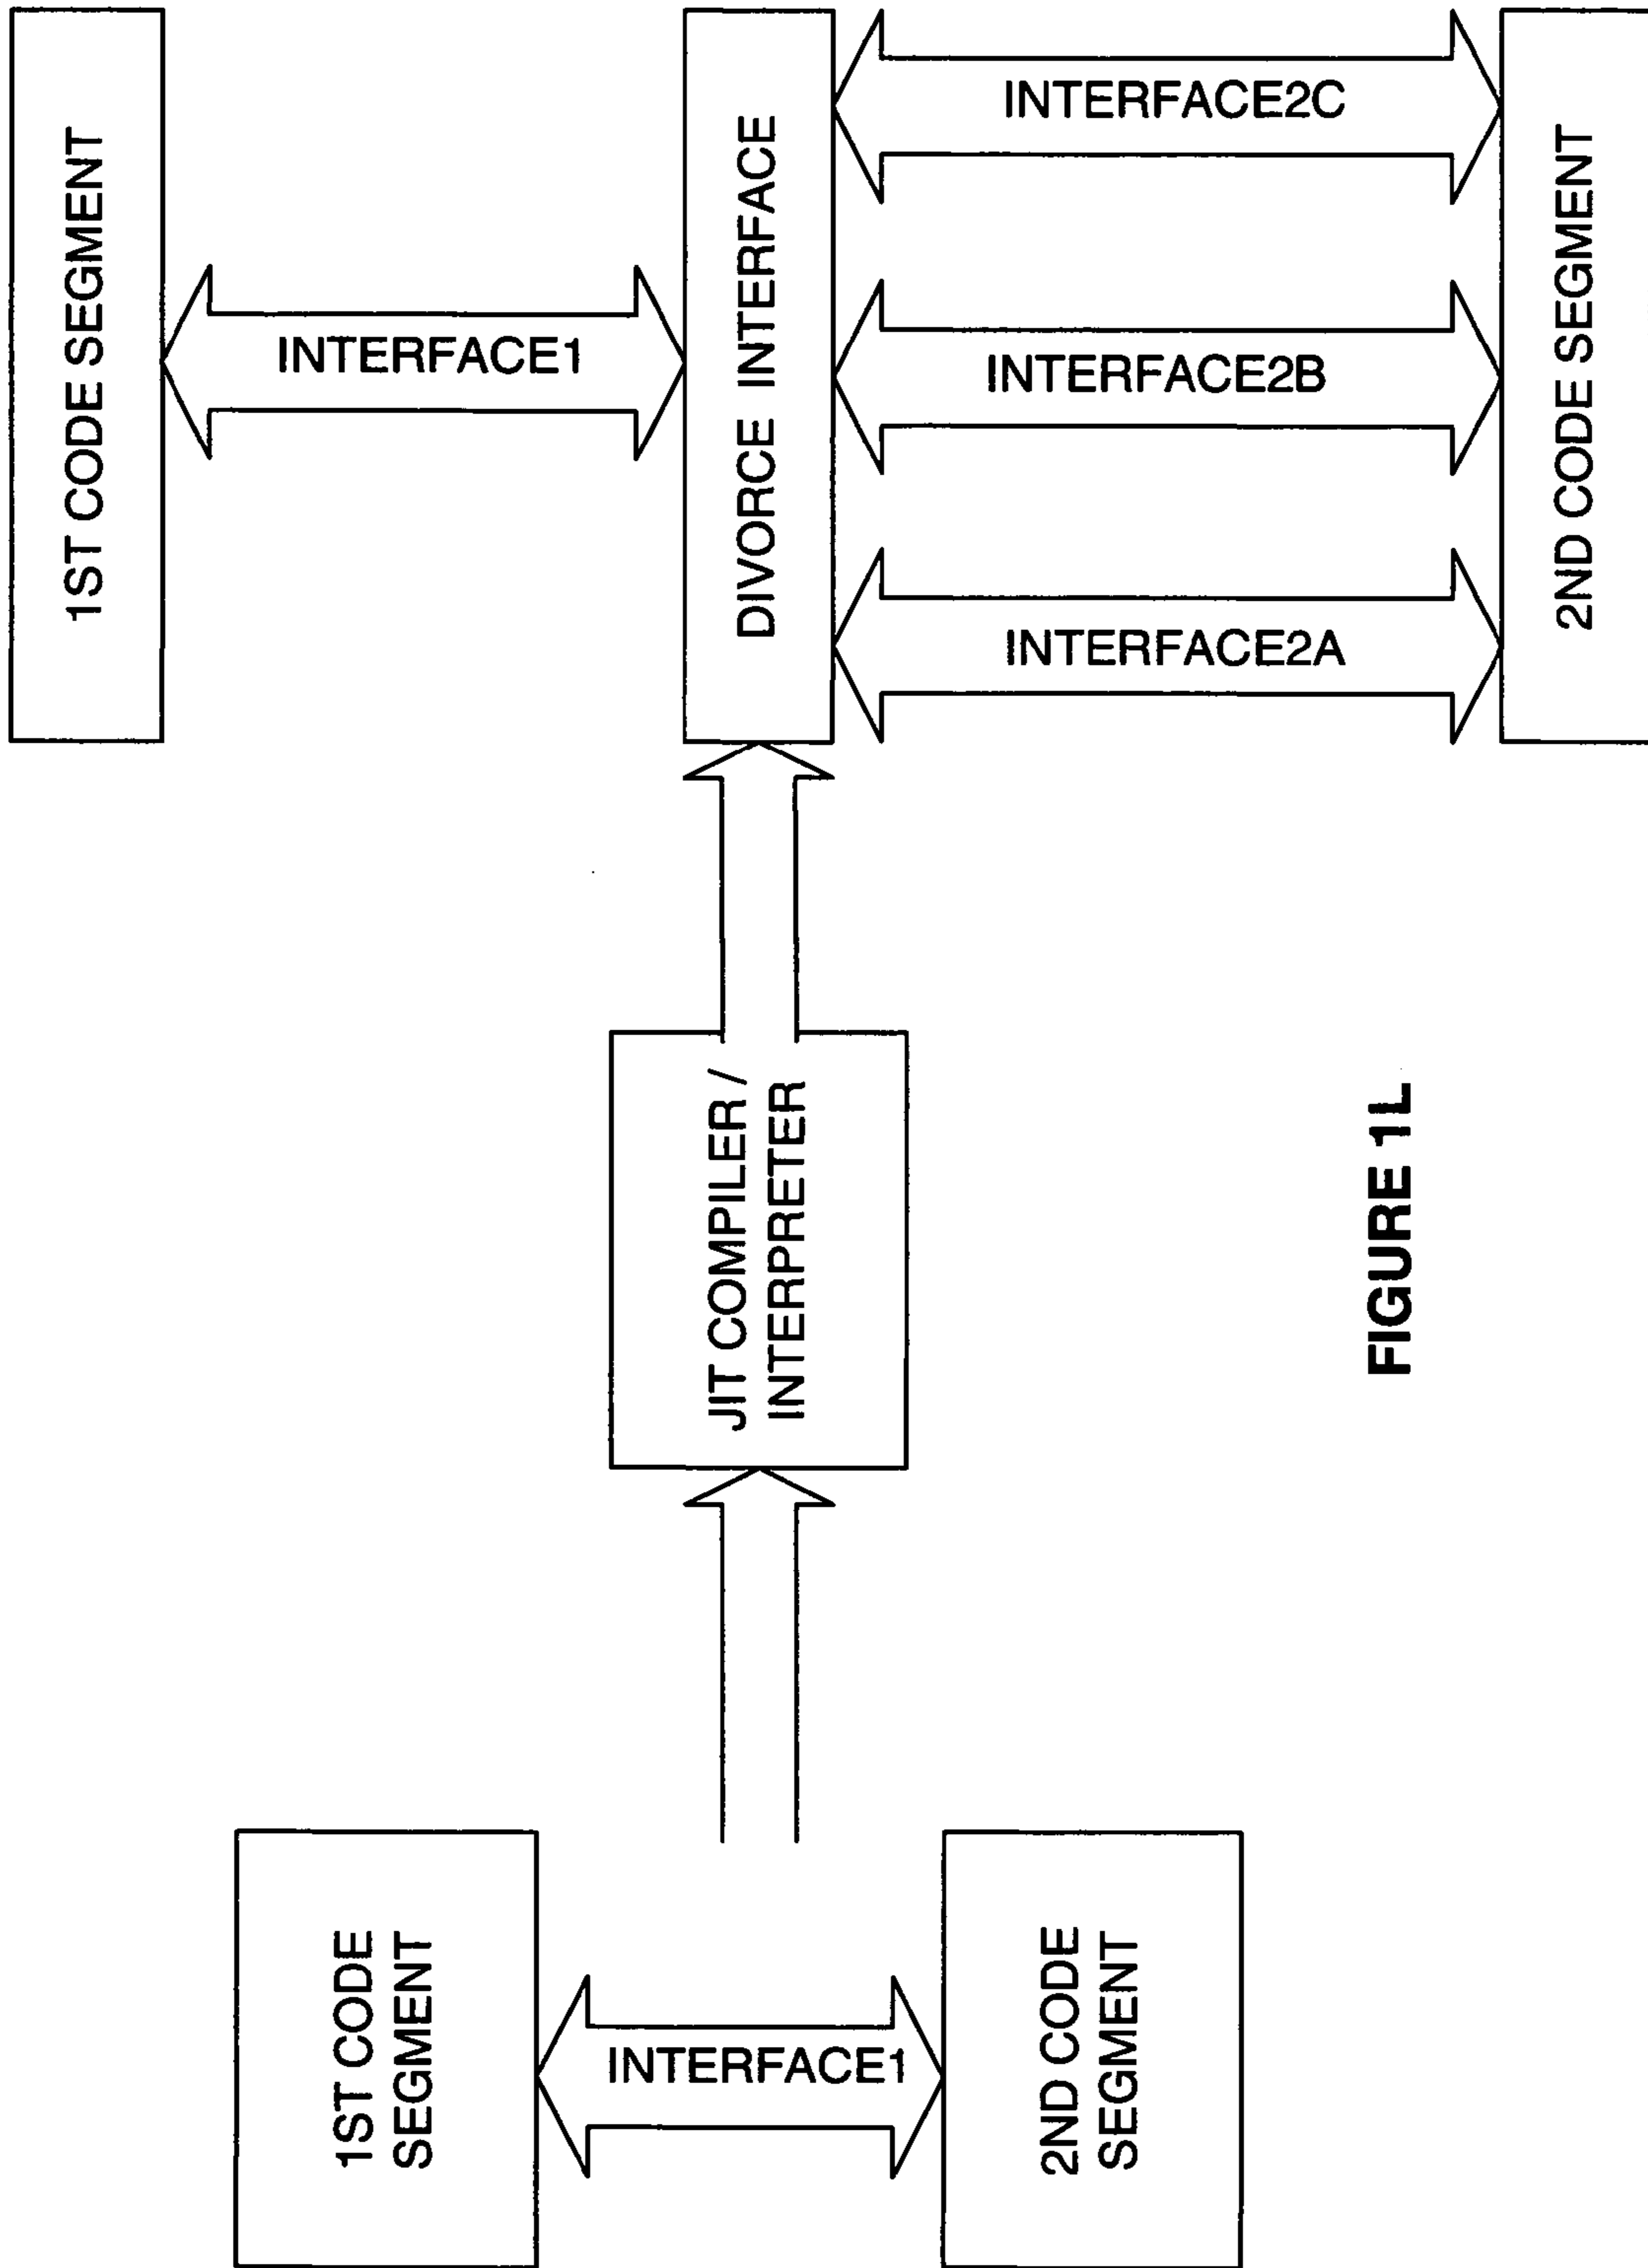 1ST CODE
SEGMENT
INTERFACE1
2ND CODE
SEGMENT
JIT COMPILER /
INTERPRETER
1ST CODE SEGMENT
INTERFACE1
DIVORCE INTERFACE
INTERFACE2A
INTERFACE2B
INTERFACE2C
2ND CODE SEGMENT
FIGURE 1L